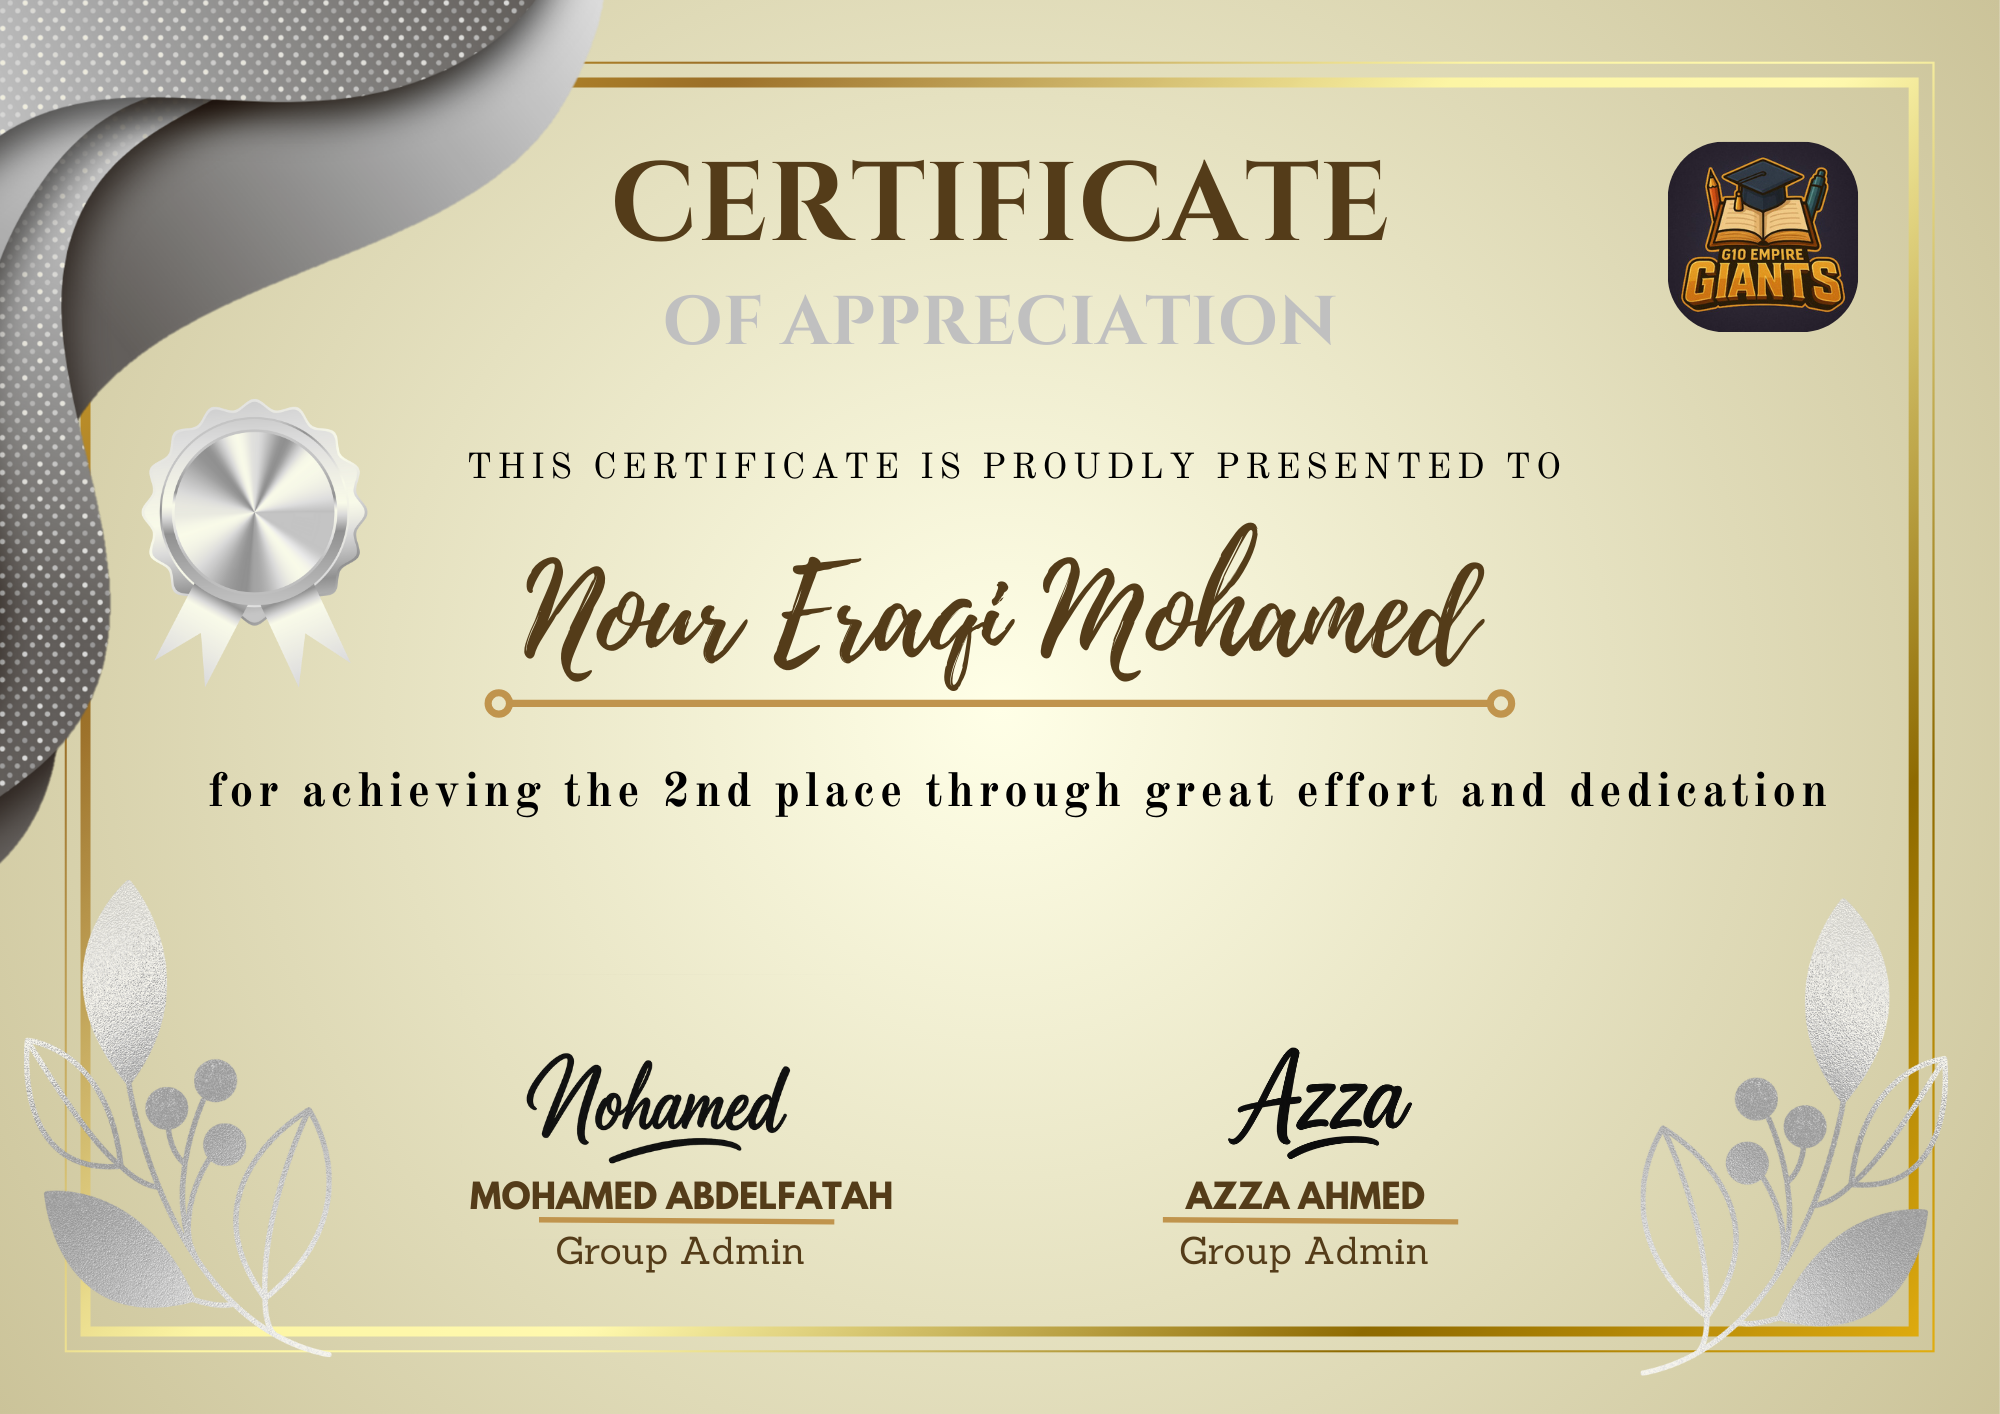 CERTIFICATE
OF APPRECIATION
G10 EMPIRE
GIANTS
THIS CERTIFICATE IS PROUDLY PRESENTED TO
Nour Eraqi Mohamed
for achieving the 2nd place through great effort and dedication
Mohamed
Azza
MOHAMED ABDELFATAH
AZZA AHMED
Group Admin
Group Admin